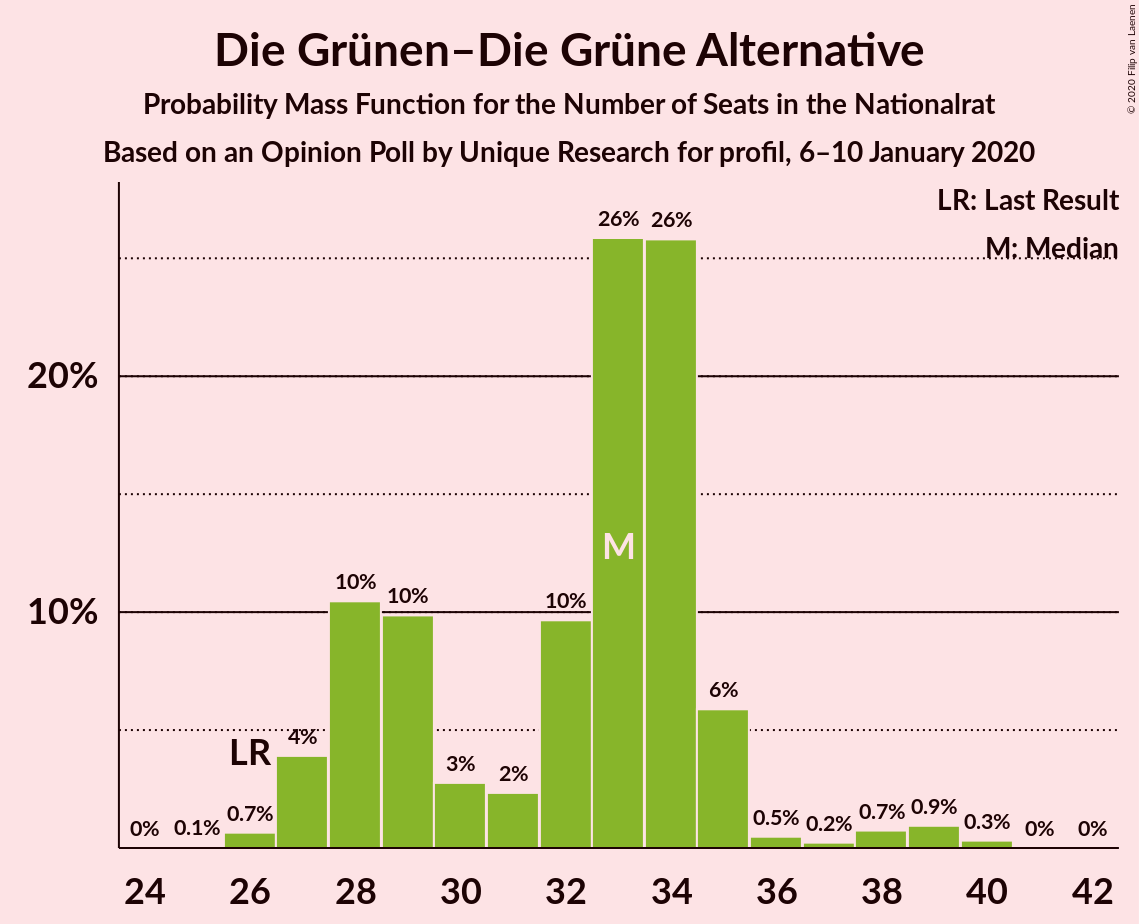 Die Grünen–Die Grüne Alternative
Probability Mass Function for the Number of Seats in the Nationalrat
Based on an Opinion Poll by Unique Research for profil, 6–10 January 2020
© 2020 Filip van Laenen
LR: Last Result
M: Median
20%
10%
0%
0.1%
0.7%
LR
4%
10%
10%
3%
2%
10%
26%
M
26%
6%
0.5%
0.2%
0.7%
0.9%
0.3%
0%
0%
24 26 28 30 32 34 36 38 40 42